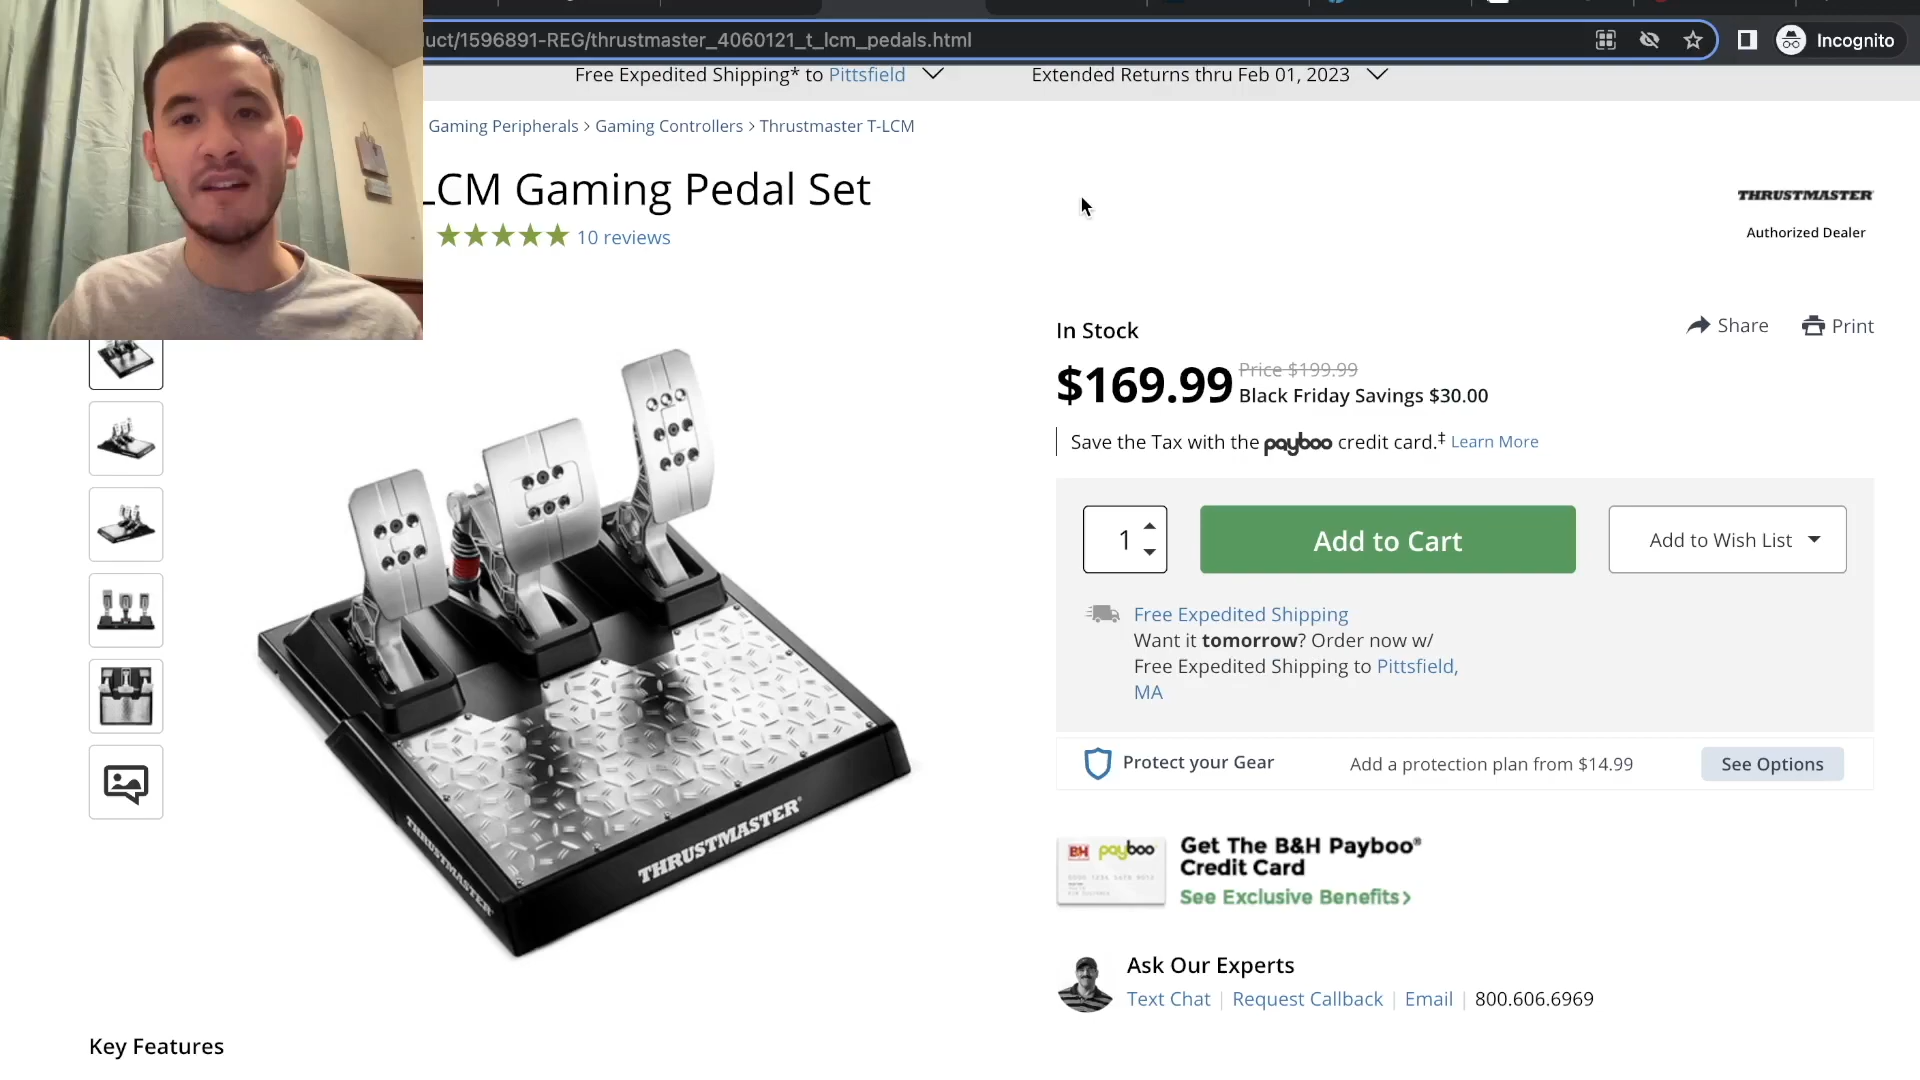 uct/1596891-REG/thrustmaster_4060121_t_lcm_pedals.html
Incognito
Free Expedited Shipping* to Pittsfield
Extended Returns thru Feb 01, 2023
Gaming Peripherals > Gaming Controllers > Thrustmaster T-LCM
LCM Gaming Pedal Set
10 reviews
THRUSTMASTER
Authorized Dealer
In Stock
Share
Print
$169.99
Price $199.99
Black Friday Savings $30.00
Save the Tax with the payboo credit card.‡ Learn More
1
Add to Cart
Add to Wish List
Free Expedited Shipping
Want it tomorrow? Order now w/
Free Expedited Shipping to Pittsfield,
MA
Protect your Gear
Add a protection plan from $14.99
See Options
THRUSTMASTER
THRUSTMASTER
B&H payboo
Get The B&H Payboo®
Credit Card
See Exclusive Benefits>
Ask Our Experts
Text Chat | Request Callback | Email | 800.606.6969
Key Features